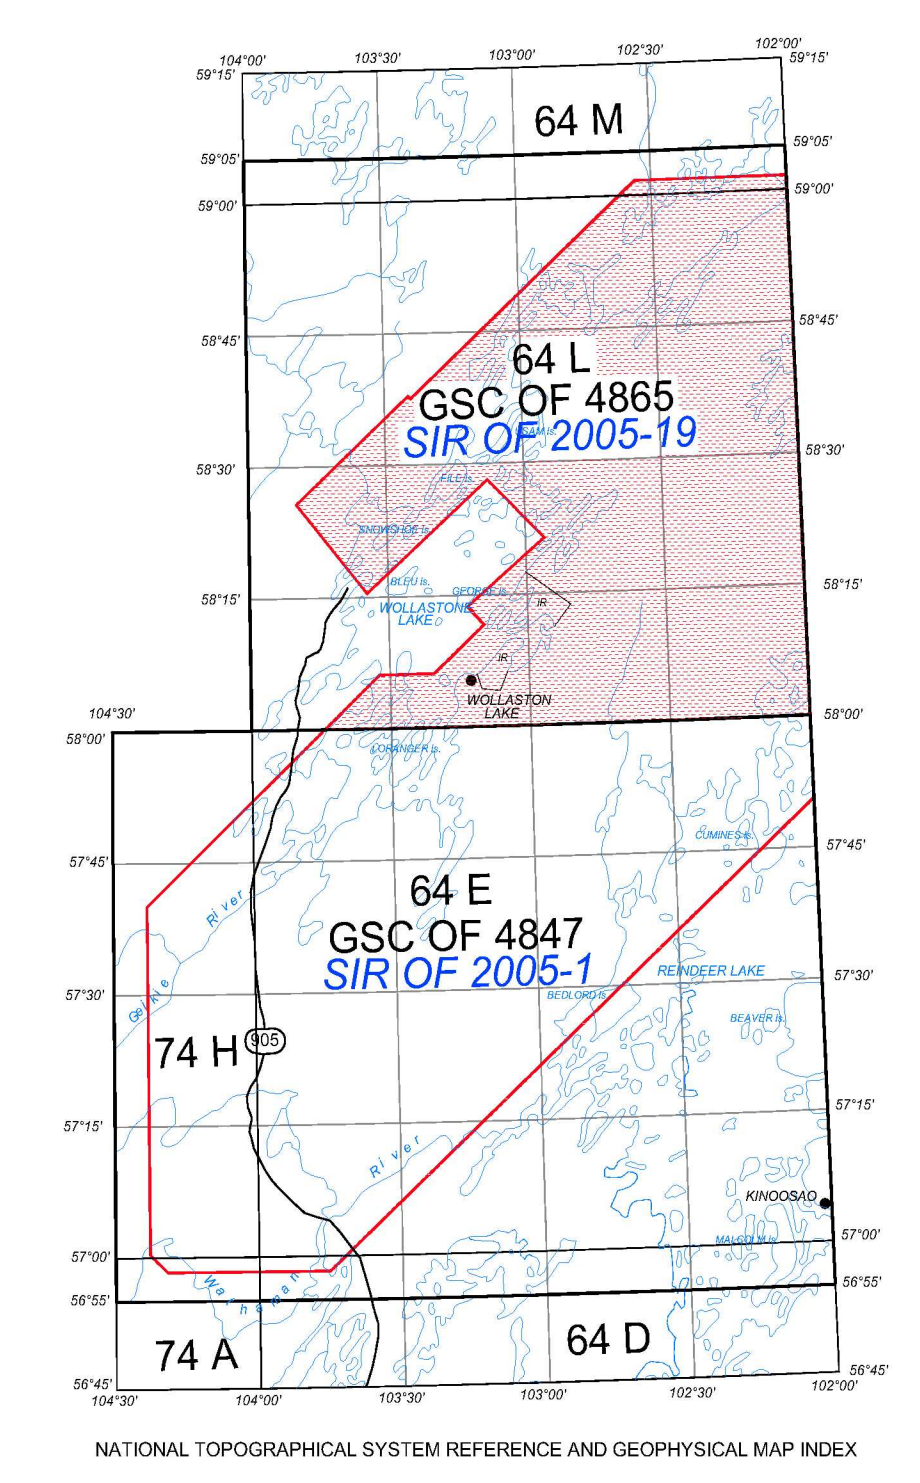 104°00'
103°30'
103°00'
102°30'
102°00'
59°15'
59°15'
64 M
59°05'
59°05'
59°00'
59°00'
58°45'
58°45'
64 L
GSC OF 4865
SIR OF 2005-19
USAM Is.
58°30'
58°30'
FILE Is.
SNOWSHOE Is.
BLEU Is.
GEORGE Is.
58°15'
58°15'
IR
WOLLASTON
LAKE
IR
WOLLASTON
LAKE
104°30'
58°00'
58°00'
LORANGER Is.
CUMINES Is.
57°45'
57°45'
64 E
GSC OF 4847
SIR OF 2005-1
River
REINDEER LAKE
57°30'
57°30'
BEDLORD Is.
Geikie
BEAVER Is.
74 H
905
57°15'
57°15'
River
KINOOSAO
57°00'
57°00'
MALCOLM Is.
Wathaman
56°55'
56°55'
74 A
64 D
56°45'
56°45'
104°30'
104°00'
103°30'
103°00'
102°30'
102°00'
NATIONAL TOPOGRAPHICAL SYSTEM REFERENCE AND GEOPHYSICAL MAP INDEX